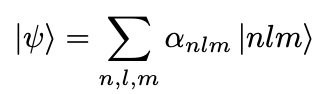 |ψ⟩ = ∑_{n,l,m} α_{nlm} |nlm⟩